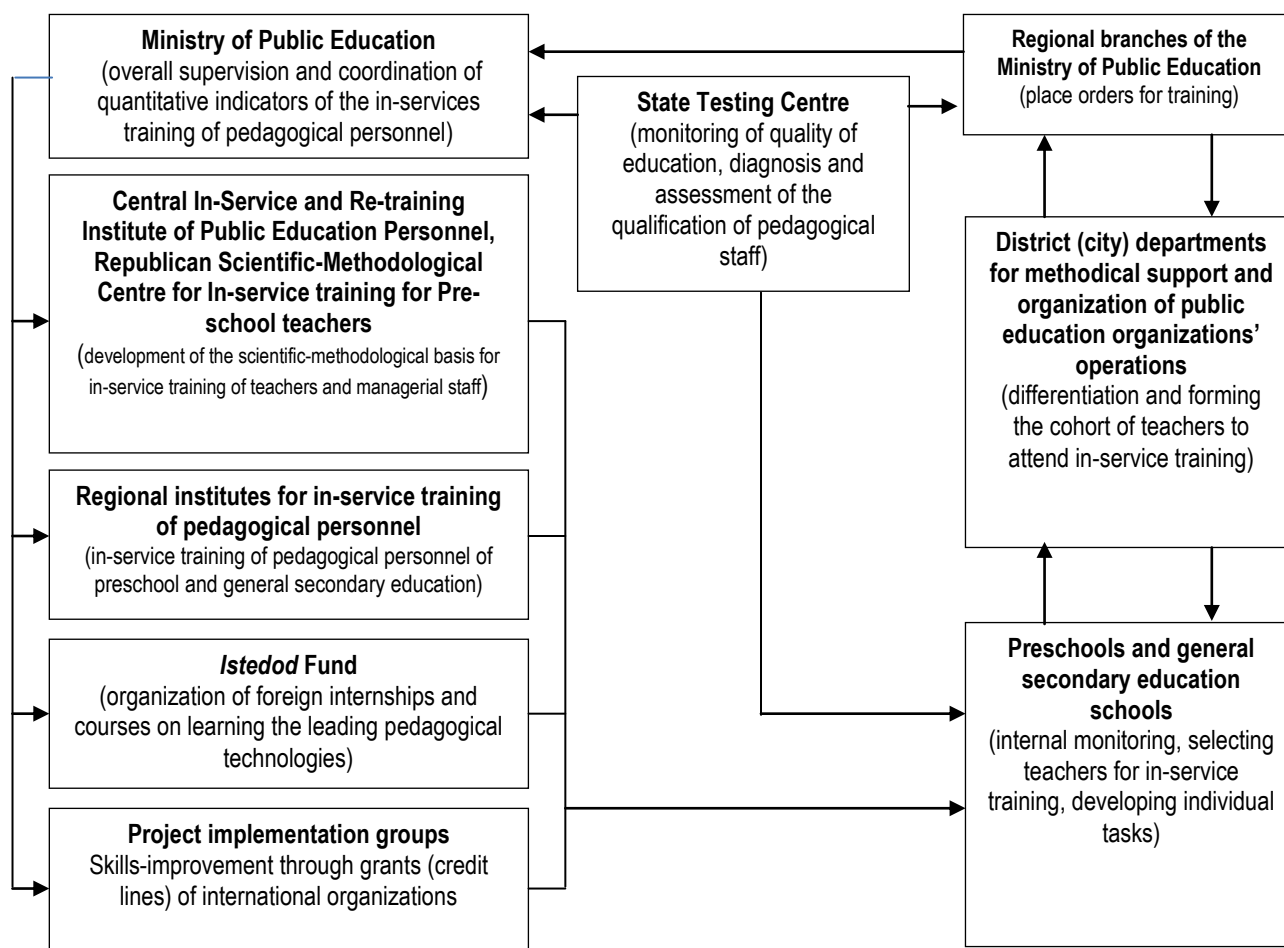 Ministry of Public Education
(overall supervision and coordination of
quantitative indicators of the in-services
training of pedagogical personnel)
Central In-Service and Re-training
Institute of Public Education Personnel,
Republican Scientific-Methodological
Centre for In-service training for Pre-
school teachers
(development of the scientific-methodological basis for
in-service training of teachers and managerial staff)
Regional institutes for in-service training
of pedagogical personnel
(in-service training of pedagogical personnel of
preschool and general secondary education)
Istedod Fund
(organization of foreign internships and
courses on learning the leading pedagogical
technologies)
Project implementation groups
Skills-improvement through grants (credit
lines) of international organizations
State Testing Centre
(monitoring of quality of
education, diagnosis and
assessment of the
qualification of pedagogical
staff)
Regional branches of the
Ministry of Public Education
(place orders for training)
District (city) departments
for methodical support and
organization of public
education organizations’
operations
(differentiation and forming
the cohort of teachers to
attend in-service training)
Preschools and general
secondary education
schools
(internal monitoring, selecting
teachers for in-service
training, developing individual
tasks)